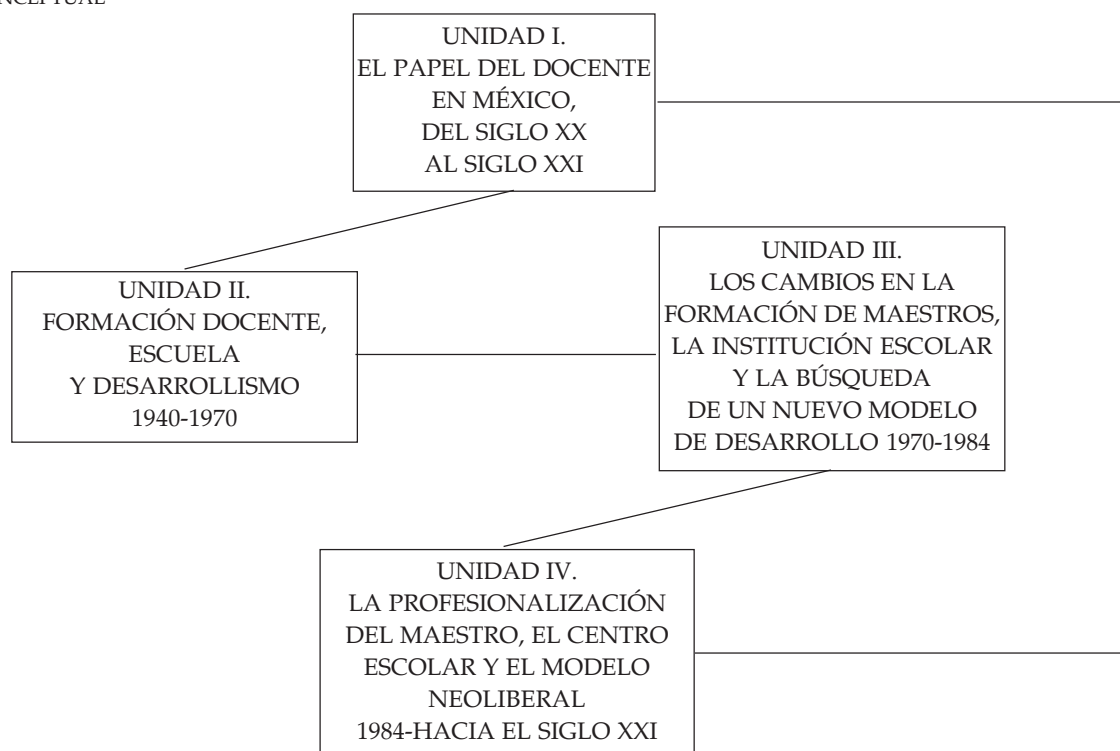 UNIDAD I.
EL PAPEL DEL DOCENTE
EN MÉXICO,
DEL SIGLO XX
AL SIGLO XXI
UNIDAD II.
FORMACIÓN DOCENTE,
ESCUELA
Y DESARROLLISMO
1940-1970
UNIDAD III.
LOS CAMBIOS EN LA
FORMACIÓN DE MAESTROS,
LA INSTITUCIÓN ESCOLAR
Y LA BÚSQUEDA
DE UN NUEVO MODELO
DE DESARROLLO 1970-1984
UNIDAD IV.
LA PROFESIONALIZACIÓN
DEL MAESTRO, EL CENTRO
ESCOLAR Y EL MODELO
NEOLIBERAL
1984-HACIA EL SIGLO XXI